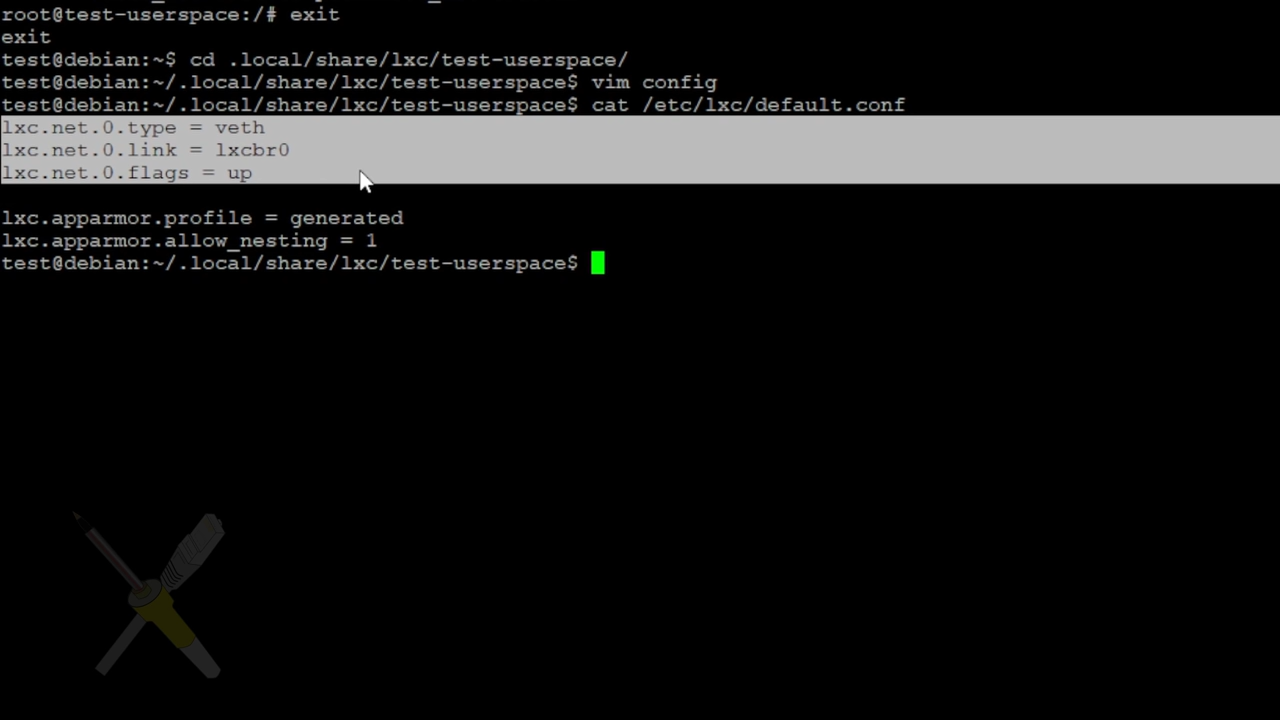 root@test-userspace:/# exit
exit
test@debian:~$ cd .local/share/lxc/test-userspace/
test@debian:~/.local/share/lxc/test-userspace$ vim config
test@debian:~/.local/share/lxc/test-userspace$ cat /etc/lxc/default.conf
lxc.net.0.type = veth
lxc.net.0.link = lxcbr0
lxc.net.0.flags = up
lxc.apparmor.profile = generated
lxc.apparmor.allow_nesting = 1
test@debian:~/.local/share/lxc/test-userspace$